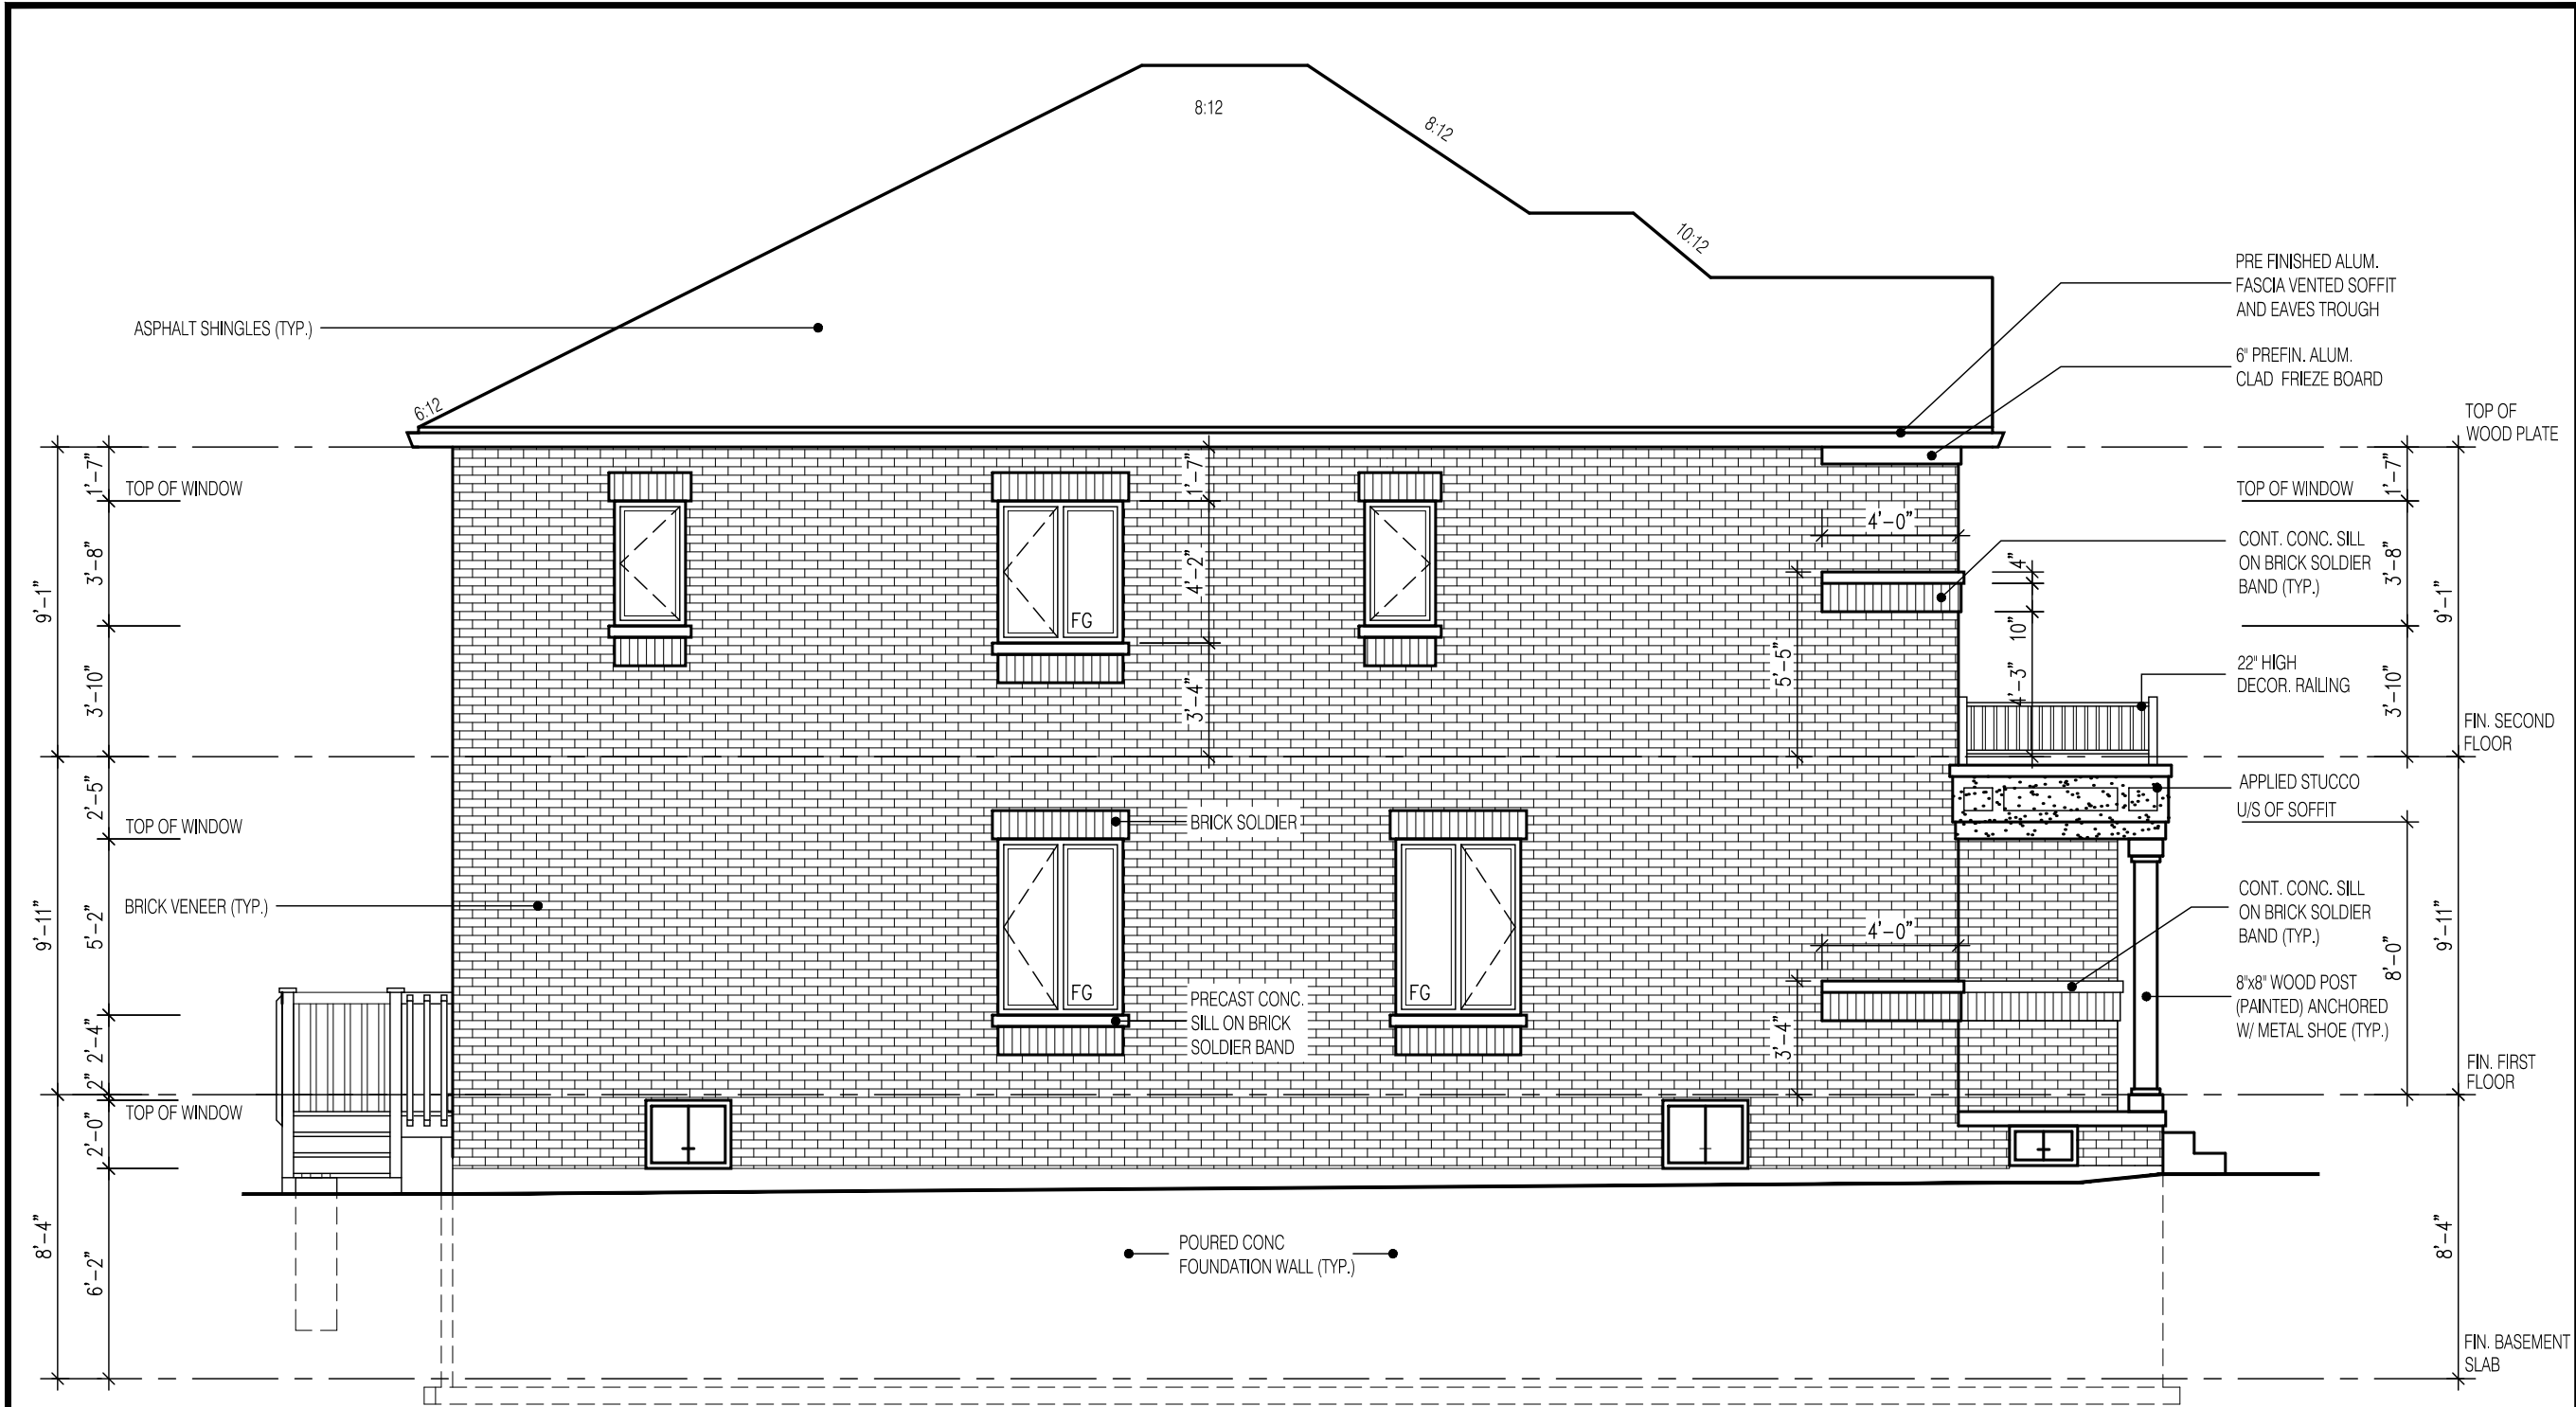 8:12
8:12
10:12
6:12
ASPHALT SHINGLES (TYP.)
PRE FINISHED ALUM.
FASCIA VENTED SOFFIT
AND EAVES TROUGH
6" PREFIN. ALUM.
CLAD FRIEZE BOARD
TOP OF
WOOD PLATE
9'-1"
9'-11"
8'-4"
1'-7"
3'-8"
3'-10"
2'-5"
5'-2"
2'-4"
2"
2'-0"
6'-2"
TOP OF WINDOW
TOP OF WINDOW
BRICK VENEER (TYP.)
TOP OF WINDOW
1'-7"
4'-2"
3'-4"
FG
BRICK SOLDIER
FG
FG
PRECAST CONC.
SILL ON BRICK
SOLDIER BAND
POURED CONC
FOUNDATION WALL (TYP.)
4'-0"
5'-5"
4"
10"
4'-3"
4'-0"
3'-4"
TOP OF WINDOW
CONT. CONC. SILL
ON BRICK SOLDIER
BAND (TYP.)
22" HIGH
DECOR. RAILING
FIN. SECOND
FLOOR
APPLIED STUCCO
U/S OF SOFFIT
CONT. CONC. SILL
ON BRICK SOLDIER
BAND (TYP.)
8"x8" WOOD POST
(PAINTED) ANCHORED
W/ METAL SHOE (TYP.)
FIN. FIRST
FLOOR
FIN. BASEMENT
SLAB
1'-7"
3'-8"
3'-10"
8'-0"
9'-1"
9'-11"
8'-4"